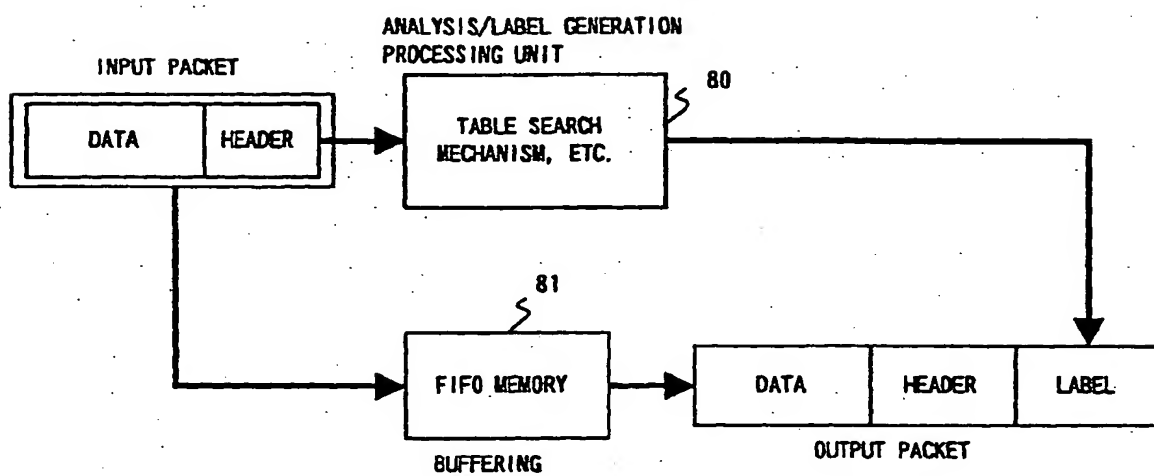 ANALYSIS/LABEL GENERATION
PROCESSING UNIT
INPUT PACKET
80
DATA
HEADER
TABLE SEARCH
MECHANISM, ETC.
81
FIFO MEMORY
DATA
HEADER
LABEL
BUFFERING
OUTPUT PACKET